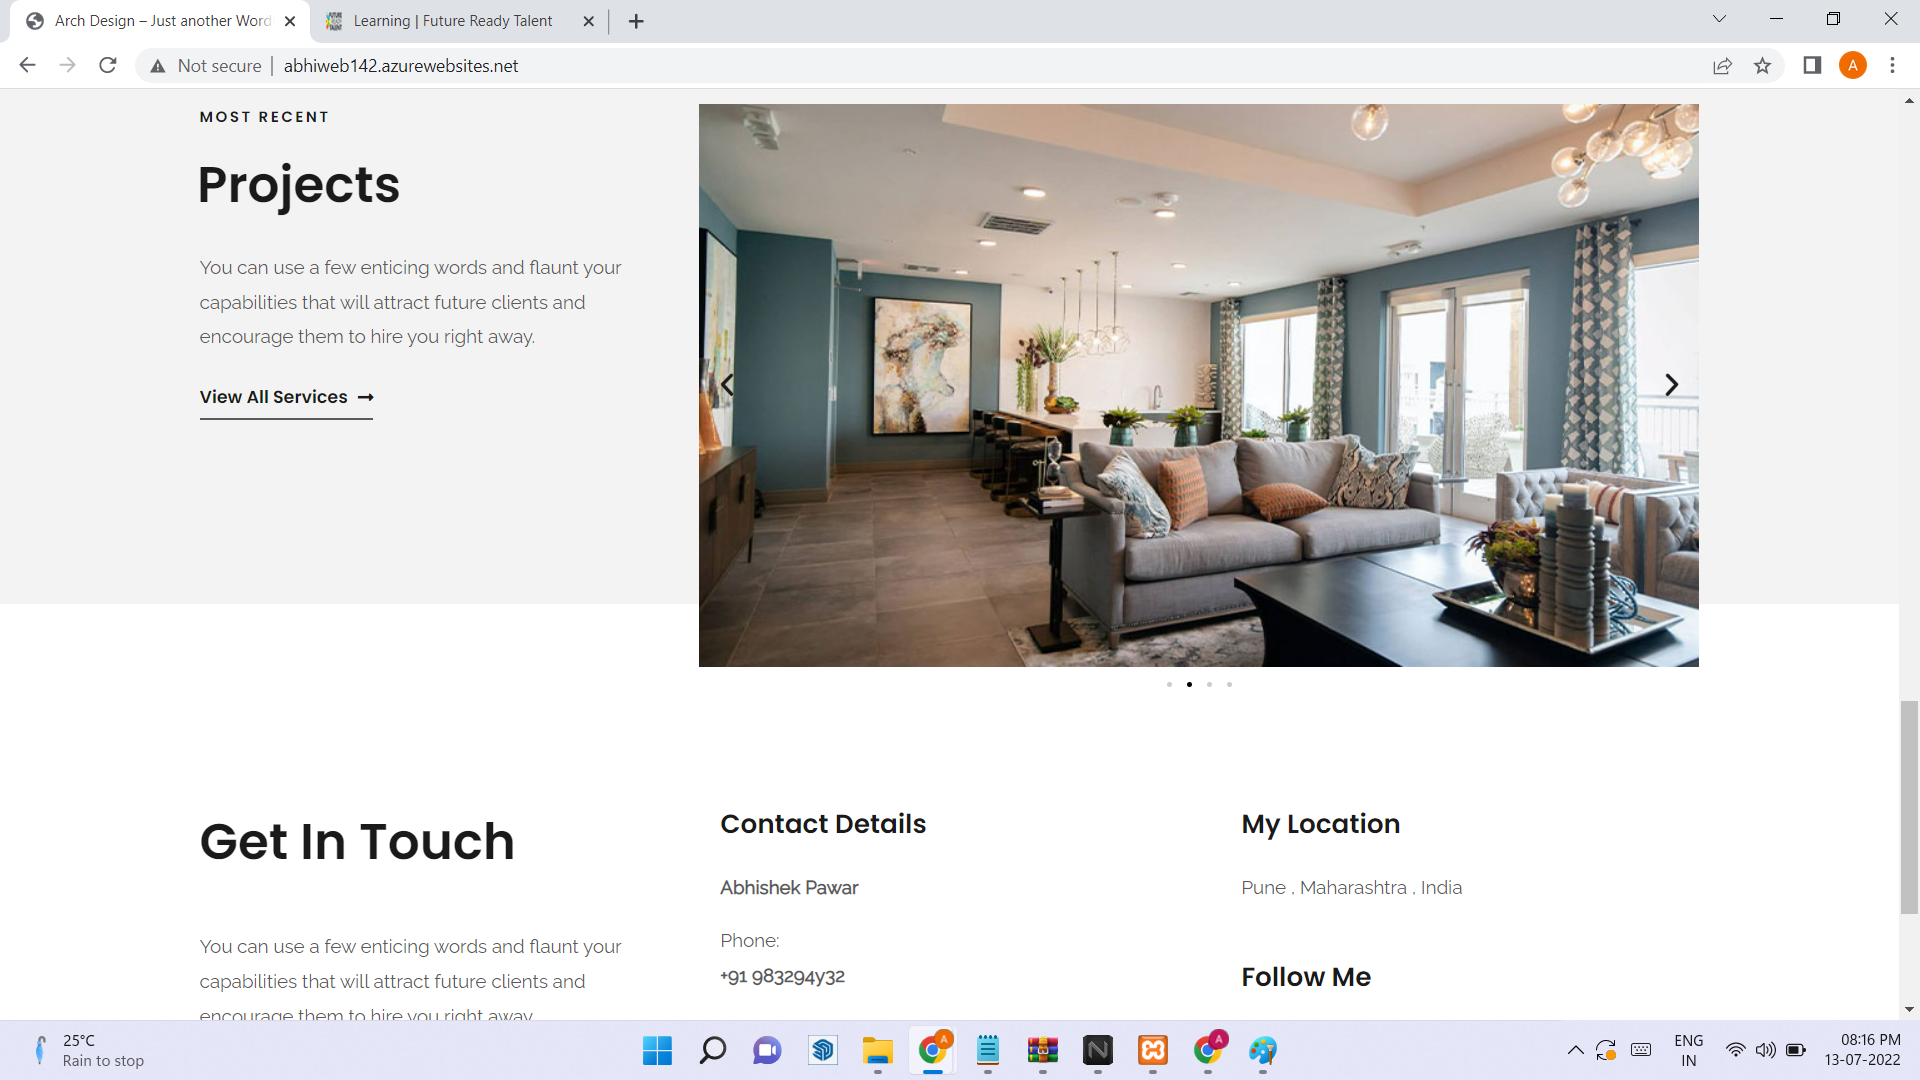 Arch Design – Just another Word
Learning | Future Ready Talent
Not secure
abhiweb142.azurewebsites.net
A
MOST RECENT
Projects
You can use a few enticing words and flaunt your
capabilities that will attract future clients and
encourage them to hire you right away.
View All Services
Get In Touch
You can use a few enticing words and flaunt your
capabilities that will attract future clients and
encourage them to hire you right away.
Contact Details
Abhishek Pawar
Phone:
+91 983294y32
My Location
Pune , Maharashtra , India
Follow Me
25°C
Rain to stop
A
A
ENG
IN
08:16 PM
13-07-2022